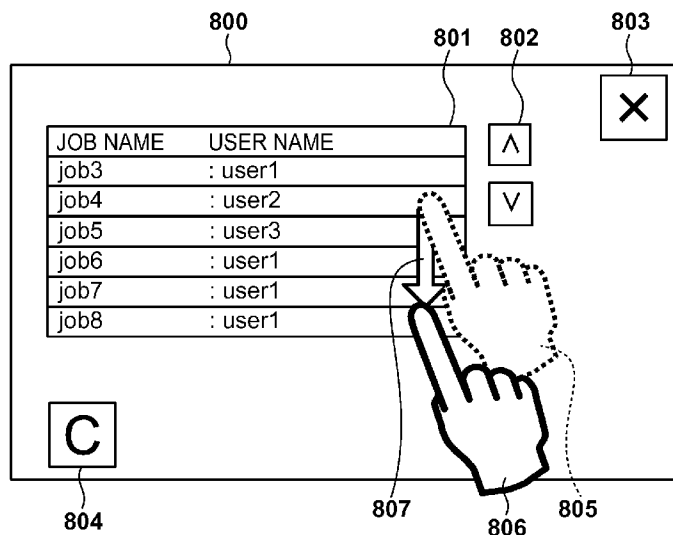 800
801 802 803
×
JOB NAME USER NAME
job3 : user1
job4 : user2
job5 : user3
job6 : user1
job7 : user1
job8 : user1
C
804 807 806 805